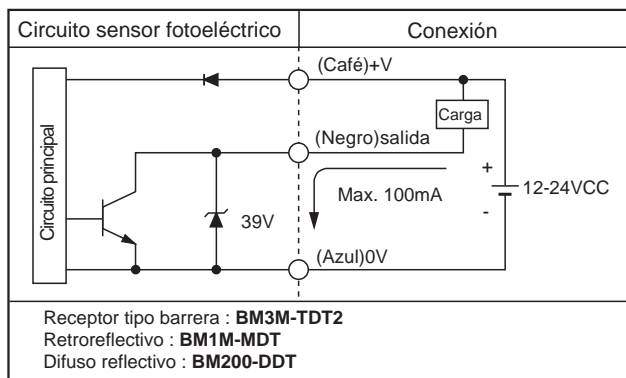 Circuito sensor fotoeléctrico
Conexión
(Café)+V
Carga
(Negro)salida
Circuito principal
Max. 100mA
+
12-24VCC
-
39V
(Azul)0V
Receptor tipo barrera : BM3M-TDT2
Retroreflectivo : BM1M-MDT
Difuso reflectivo : BM200-DDT